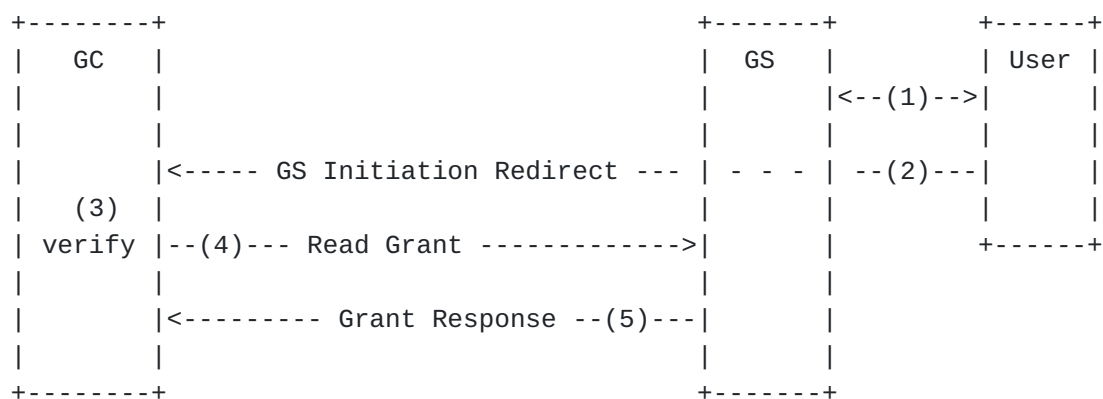 +--------+                                   +-------+         +------+
|   GC   |                                   |  GS   |         | User |
|        |                                   |       |<--(1)-->|      |
|        |                                   |       |         |      |
|        |<----- GS Initiation Redirect --- | - - - | --(2)---|      |
|   (3)  |                                   |       |         |      |
| verify |--(4)--- Read Grant ------------->|       |         +------+
|        |                                   |       |
|        |<--------- Grant Response --(5)---|       |
|        |                                   |       |
+--------+                                   +-------+